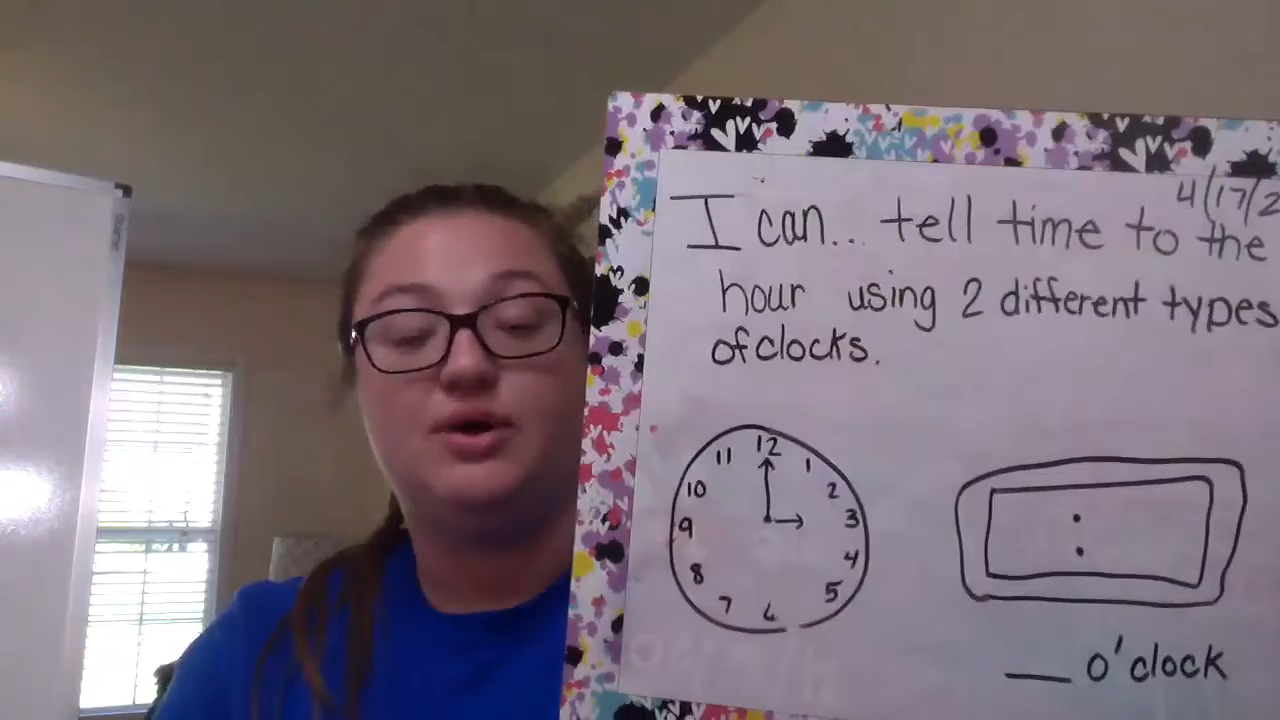 4/17/2
I can... tell time to the
hour using 2 different types
of clocks.
12
11 1
10 2
9 3
8 4
7 5
6
:
__ o'clock